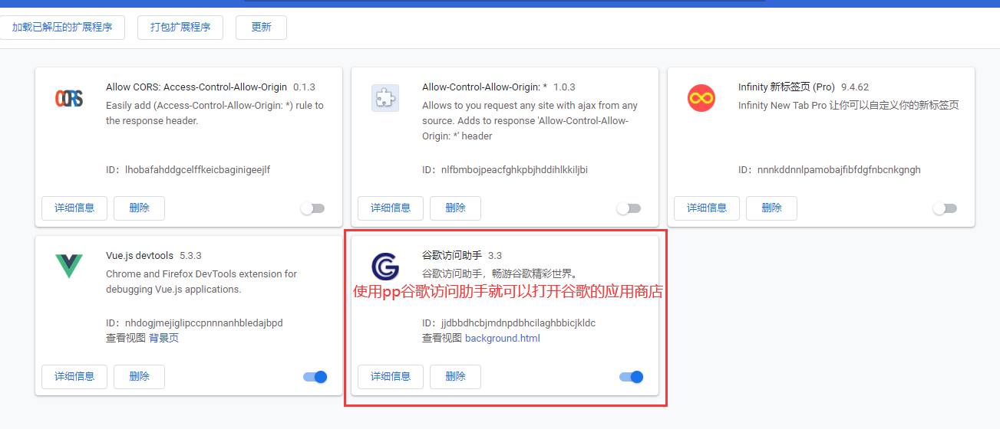 加载已解压的扩展程序 打包扩展程序 更新
CORS
Allow CORS: Access-Control-Allow-Origin 0.1.3
Easily add (Access-Control-Allow-Origin: *) rule to
the response header.
ID：lhobafahddgcelffkeicbaginigeejlf
详细信息 删除
Allow-Control-Allow-Origin: * 1.0.3
Allows to you request any site with ajax from any
source. Adds to response 'Allow-Control-Allow-
Origin: *' header
ID：nlfbmbojpeacfghkpbjhddihlkkiljbi
详细信息 删除
Infinity 新标签页 (Pro) 9.4.62
Infinity New Tab Pro 让你可以自定义你的新标签页
ID：nnnkddnnlpamobajfibfdgfnbcnkgngh
详细信息 删除
Vue.js devtools 5.3.3
Chrome and Firefox DevTools extension for
debugging Vue.js applications.
ID：nhdogjmejiglipccpnnnanhbledajbpd
查看视图 背景页
详细信息 删除
谷歌访问助手 3.3
谷歌访问助手，畅游谷歌精彩世界。
使用pp谷歌访问肋手就可以打开谷歌的应用商店
ID：jjdbbdhcbjmdnpdbhcilaghbbicjkldc
查看视图 background.html
详细信息 删除